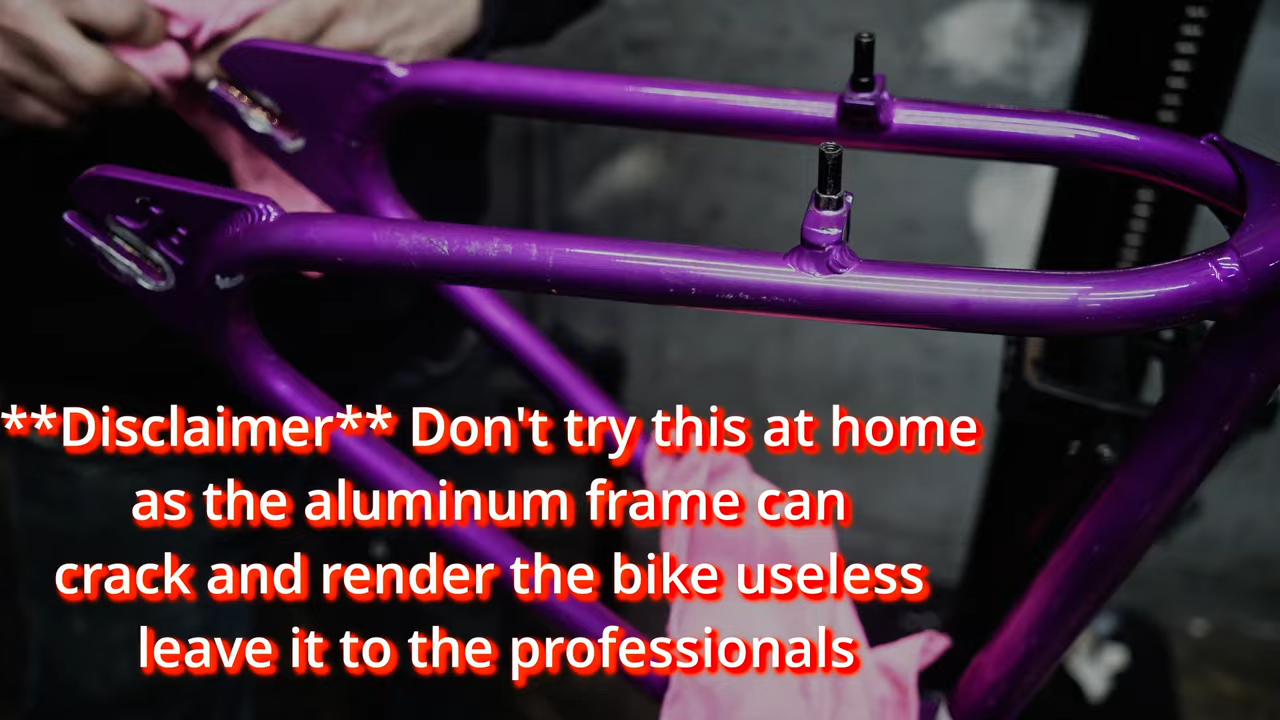 **Disclaimer** Don't try this at home
as the aluminum frame can
crack and render the bike useless
leave it to the professionals